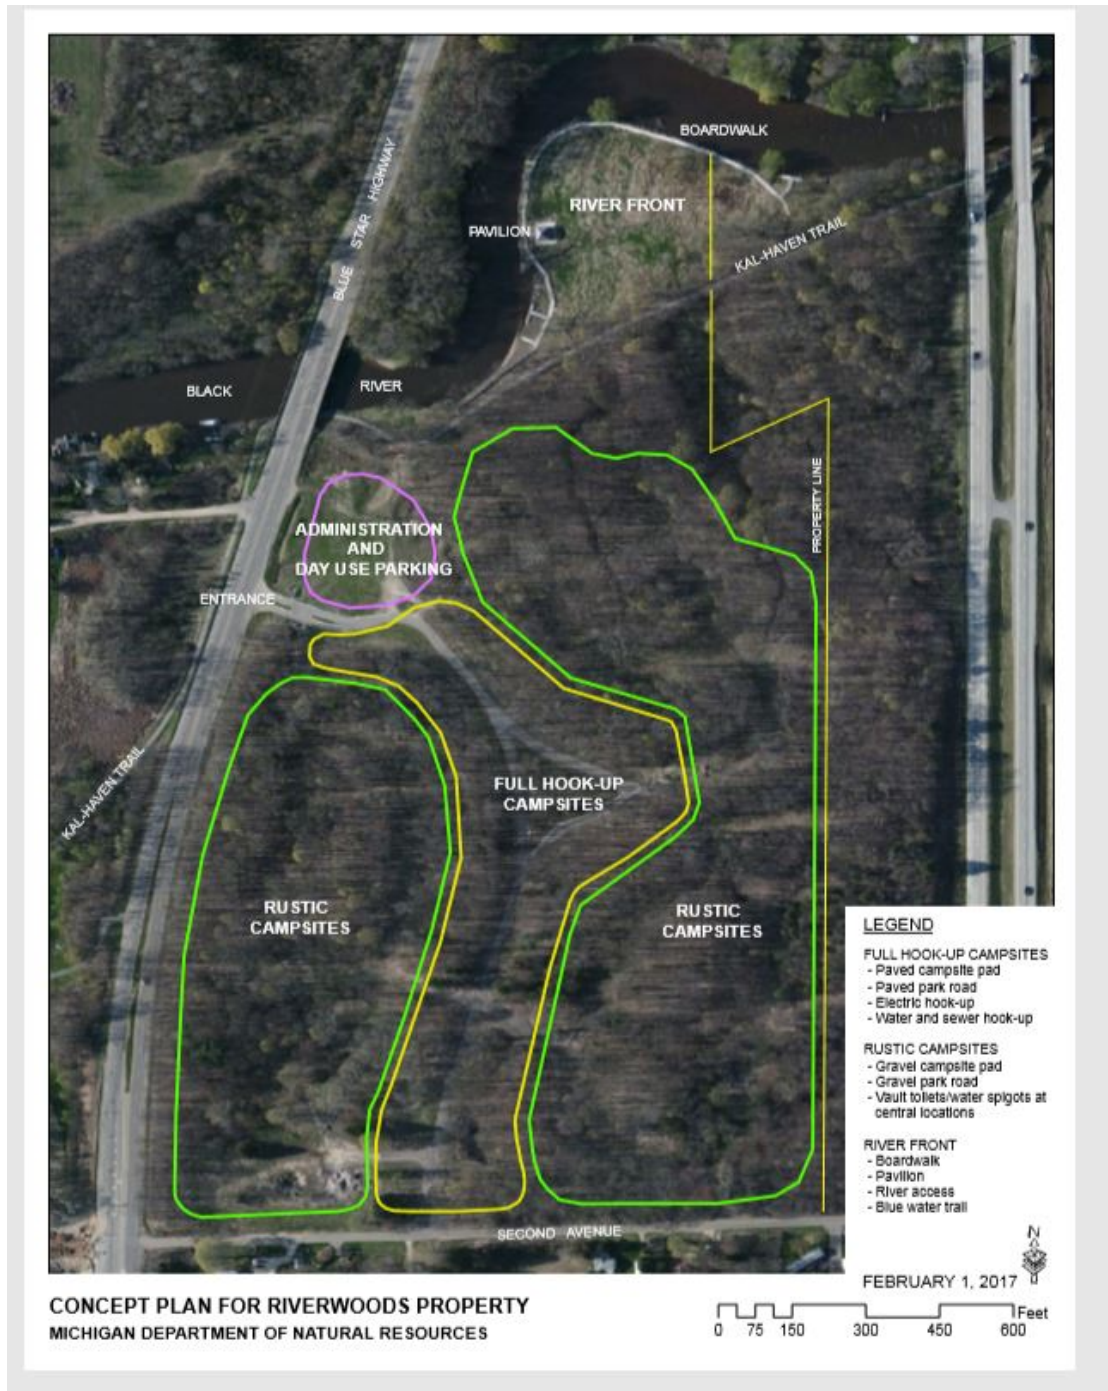 BOARDWALK
RIVER FRONT
PAVILION
KAL-HAVEN TRAIL
BLUE STAR HIGHWAY
BLACK
RIVER
PROPERTY LINE
ADMINISTRATION
AND
DAY USE PARKING
ENTRANCE
KAL-HAVEN TRAIL
FULL HOOK-UP
CAMPSITES
RUSTIC
CAMPSITES
RUSTIC
CAMPSITES
SECOND AVENUE
LEGEND
FULL HOOK-UP CAMPSITES
- Paved campsite pad
- Paved park road
- Electric hook-up
- Water and sewer hook-up
RUSTIC CAMPSITES
- Gravel campsite pad
- Gravel park road
- Vault toilets/water spigots at
central locations
RIVER FRONT
- Boardwalk
- Pavilion
- River access
- Blue water trail
N
FEBRUARY 1, 2017
CONCEPT PLAN FOR RIVERWOODS PROPERTY
MICHIGAN DEPARTMENT OF NATURAL RESOURCES
Feet
0 75 150 300 450 600